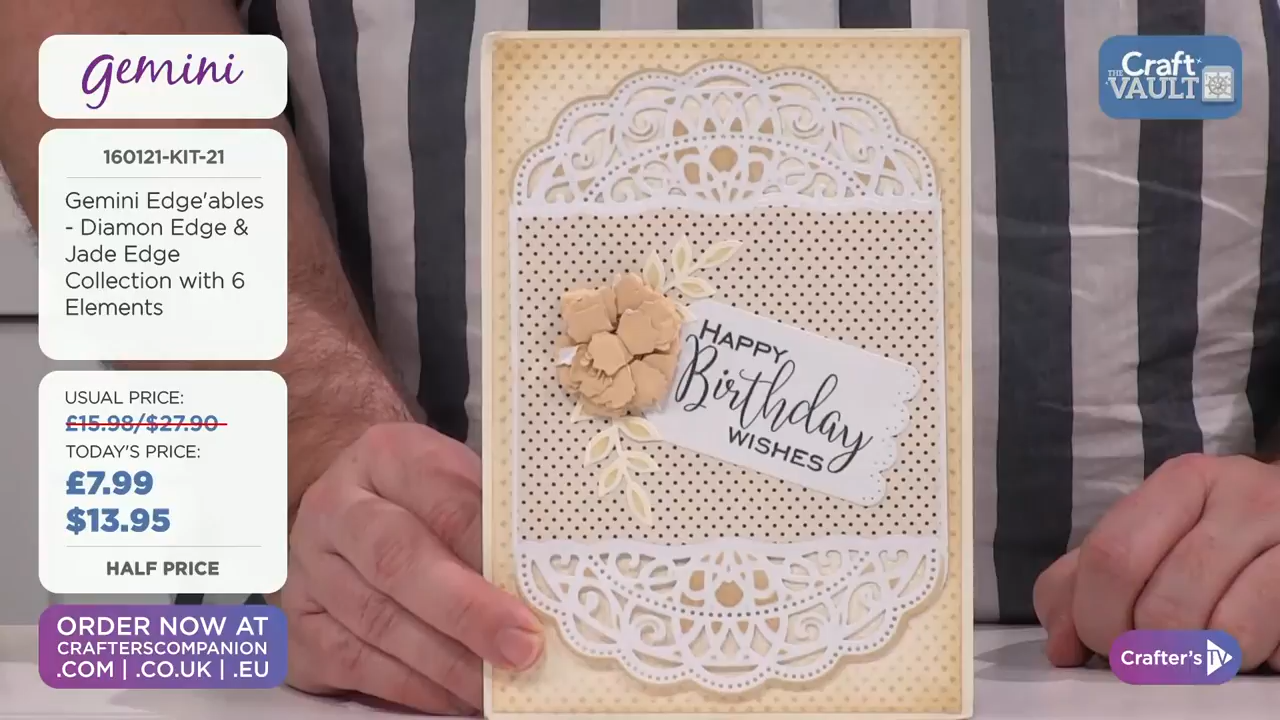 gemini
160121-KIT-21
Gemini Edge'ables
- Diamon Edge &
Jade Edge
Collection with 6
Elements
USUAL PRICE:
£15.98/$27.90
TODAY'S PRICE:
£7.99
$13.95
HALF PRICE
ORDER NOW AT
CRAFTERSCOMPANION
.COM | .CO.UK | .EU
HAPPY
Birthday
WISHES
THE Craft
VAULT
Crafter's TV